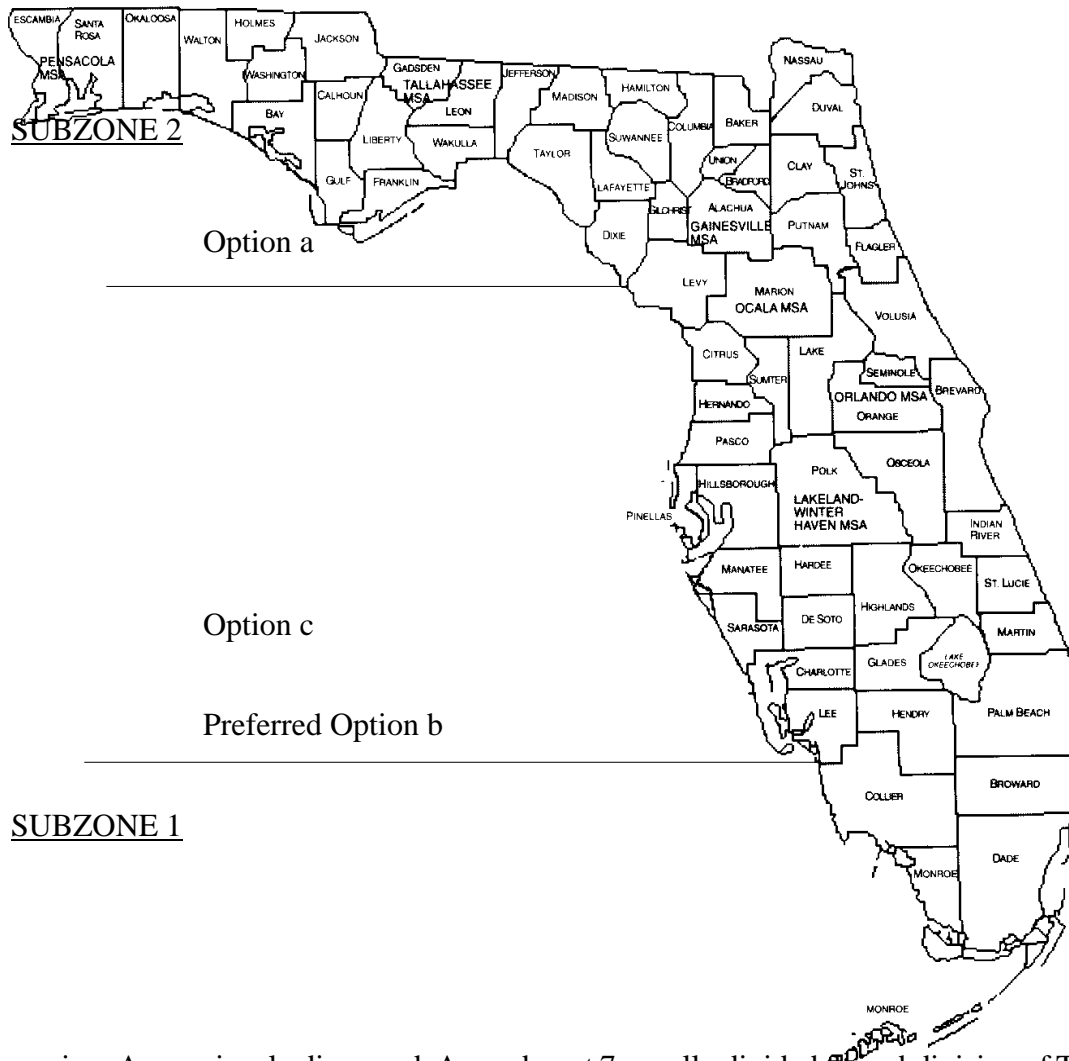 ESCAMBIA
SANTA
ROSA
OKALOOSA
WALTON
HOLMES
JACKSON
WASHINGTON
PENSACOLA
MSA
BAY
CALHOUN
GADSDEN
TALLAHASSEE
MSA
LEON
JEFFERSON
MADISON
HAMILTON
NASSAU
DUVAL
BAKER
COLUMBIA
SUWANNEE
LIBERTY
WAKULLA
TAYLOR
UNION
BRADFORD
CLAY
ST.
JOHNS
SUBZONE 2
GULF
FRANKLIN
LAFAYETTE
GILCHRIST
ALACHUA
GAINESVILLE
MSA
PUTNAM
FLAGLER
DIXIE
Option a
LEVY
MARION
OCALA MSA
VOLUSIA
CITRUS
SUMTER
LAKE
SEMINOLE
ORLANDO MSA
ORANGE
BREVARD
HERNANDO
PASCO
POLK
OSCEOLA
HILLSBOROUGH
LAKELAND-
WINTER
HAVEN MSA
PINELLAS
INDIAN
RIVER
MANATEE
HARDEE
OKEECHOBEE
ST. LUCIE
HIGHLANDS
Option c
SARASOTA
DE SOTO
MARTIN
CHARLOTTE
GLADES
LAKE
OKEECHOBEE
Preferred Option b
LEE
HENDRY
PALM BEACH
COLLIER
BROWARD
SUBZONE 1
MONROE
DADE
MONROE